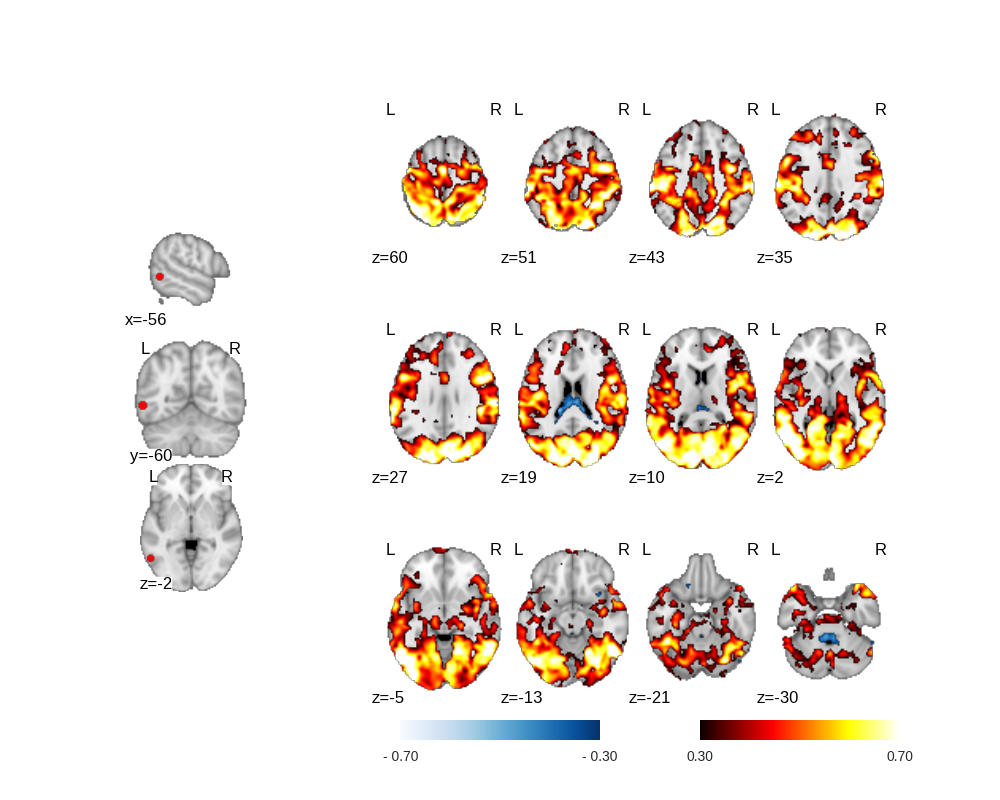 L R L R L R L R
z=60 z=51 z=43 z=35
x=-56
L R
y=-60
L R
z=-2
L R L R L R L R
z=27 z=19 z=10 z=2
L R L R L R L R
z=-5 z=-13 z=-21 z=-30
- 0.70 - 0.30 0.30 0.70